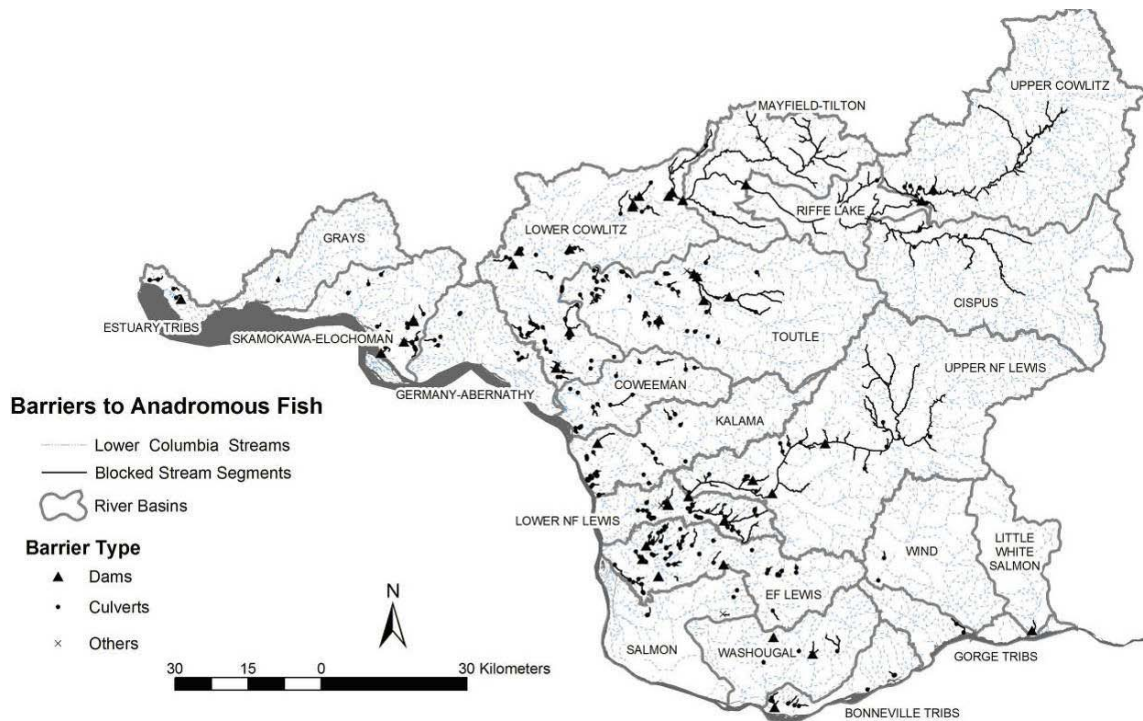 UPPER COWLITZ
MAYFIELD-TILTON
RIFFE LAKE
LOWER COWLITZ
GRAYS
CISPUS
ESTUARY TRIBS
SKAMOKAWA-ELOCHOMAN
TOUTLE
UPPER NF LEWIS
COWEEMAN
GERMANY-ABERNATHY
KALAMA
Barriers to Anadromous Fish
Lower Columbia Streams
Blocked Stream Segments
River Basins
LOWER NF LEWIS
WIND
LITTLE
WHITE
SALMON
Barrier Type
Dams
Culverts
Others
N
EF LEWIS
SALMON
WASHOUGAL
GORGE TRIBS
30 15 0 30 Kilometers
BONNEVILLE TRIBS